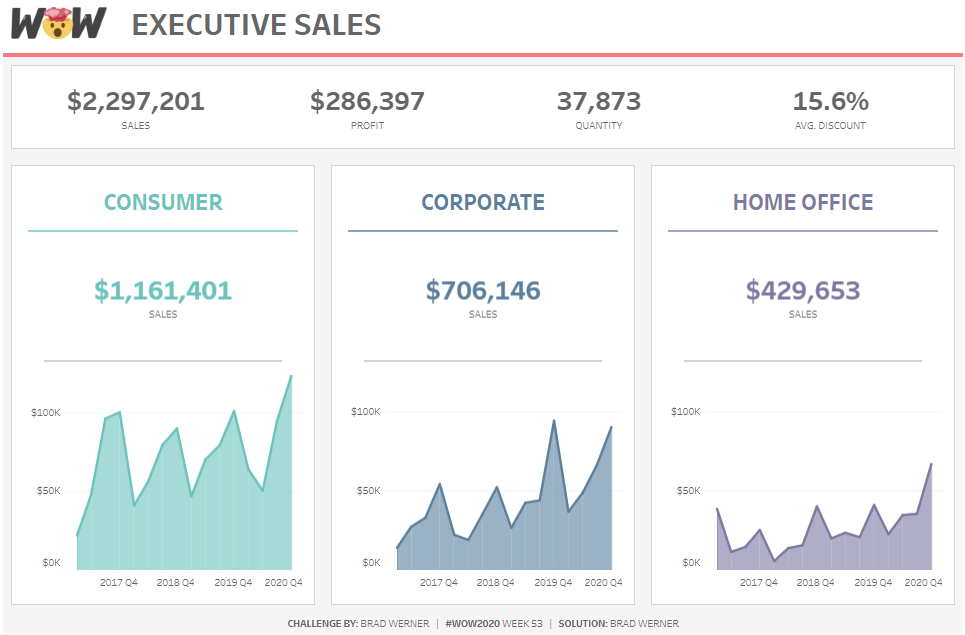 WOW EXECUTIVE SALES
$2,297,201 $286,397 37,873 15.6%
SALES PROFIT QUANTITY AVG. DISCOUNT
CONSUMER
$1,161,401
SALES
$100K
$50K
$0K
2017 Q4 2018 Q4 2019 Q4 2020 Q4
CORPORATE
$706,146
SALES
$100K
$50K
$0K
2017 Q4 2018 Q4 2019 Q4 2020 Q4
HOME OFFICE
$429,653
SALES
$100K
$50K
$0K
2017 Q4 2018 Q4 2019 Q4 2020 Q4
CHALLENGE BY: BRAD WERNER | #WOW2020 WEEK 53 | SOLUTION: BRAD WERNER